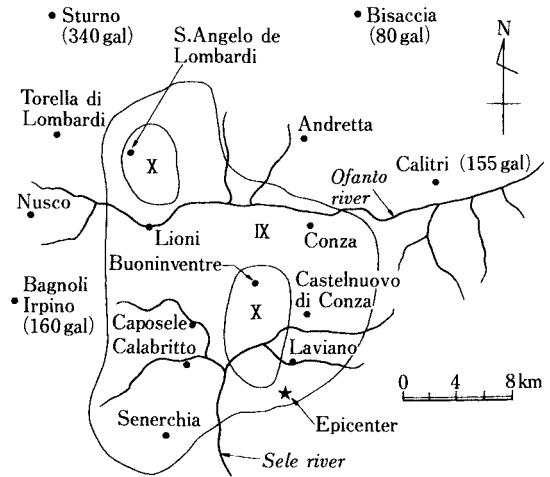 Sturno
(340 gal)
Bisaccia
(80 gal)
N
S.Angelo de
Lombardi
Torella di
Lombardi
X
Andretta
Calitri (155 gal)
Ofanto
river
Nusco
Lioni
IX
Conza
Buoninventre
Bagnoli
Irpino
(160 gal)
Castelnuovo
di Conza
X
Caposele
Calabritto
Laviano
0 4 8 km
Senerchia
Epicenter
Sele river